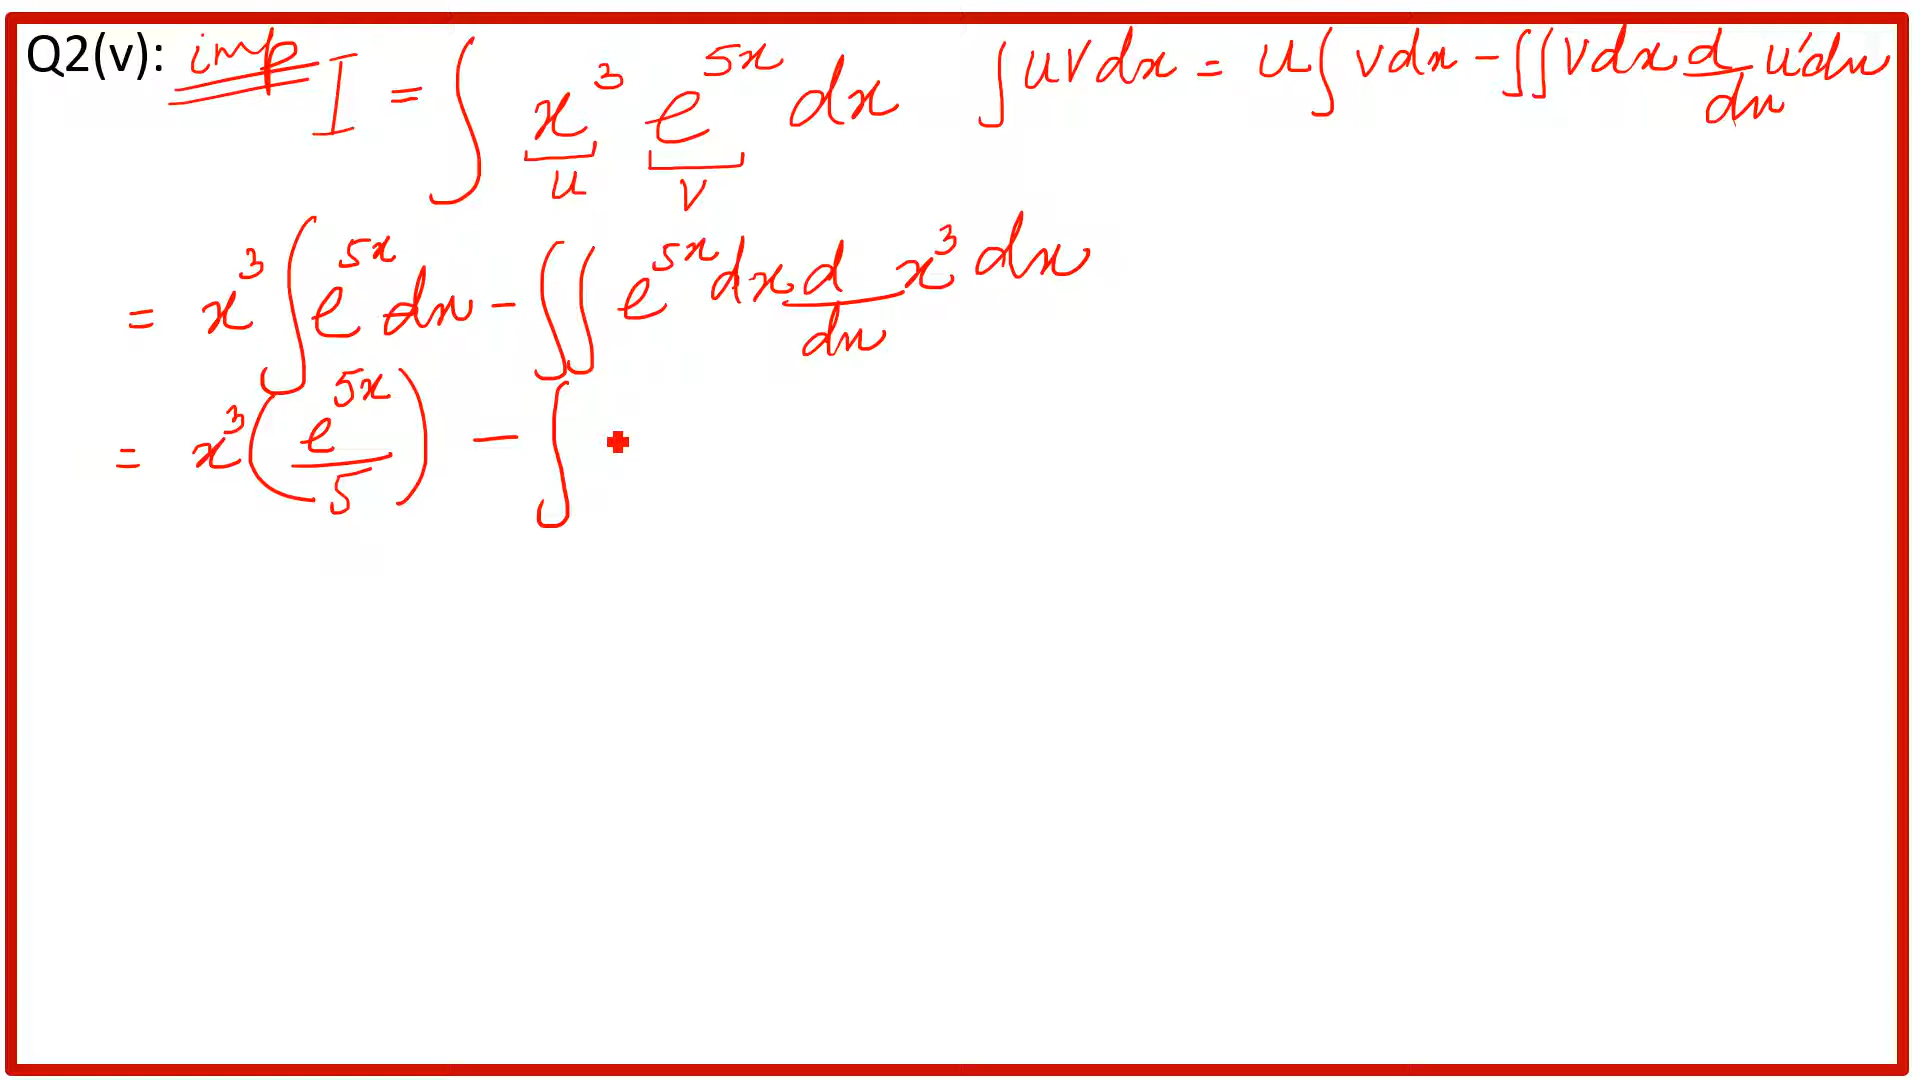 Q2(v): imp I = ∫ x³ e^5x dx ∫ u v dx = u ∫ v dx - ∫∫ v dx d/dx u' dx
u v
= x³ ∫ e^5x dx - ∫∫ e^5x dx d/dx x³ dx
= x³ ( e^5x / 5 ) - ∫